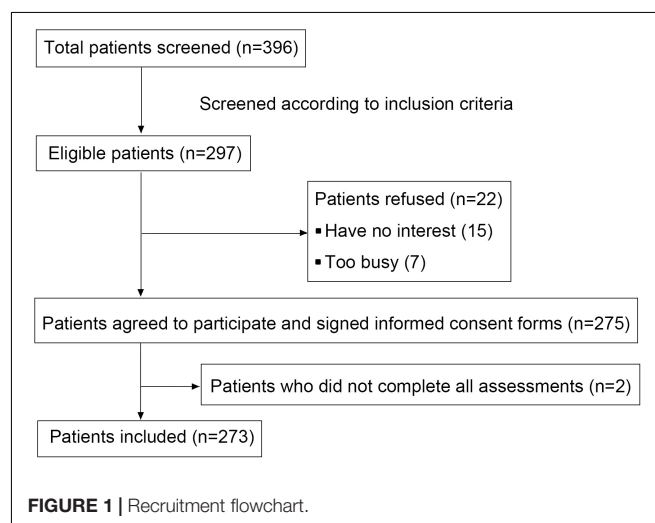 Total patients screened (n=396)
Screened according to inclusion criteria
Eligible patients (n=297)
Patients refused (n=22)
▪ Have no interest (15)
▪ Too busy (7)
Patients agreed to participate and signed informed consent forms (n=275)
Patients who did not complete all assessments (n=2)
Patients included (n=273)
FIGURE 1 | Recruitment flowchart.